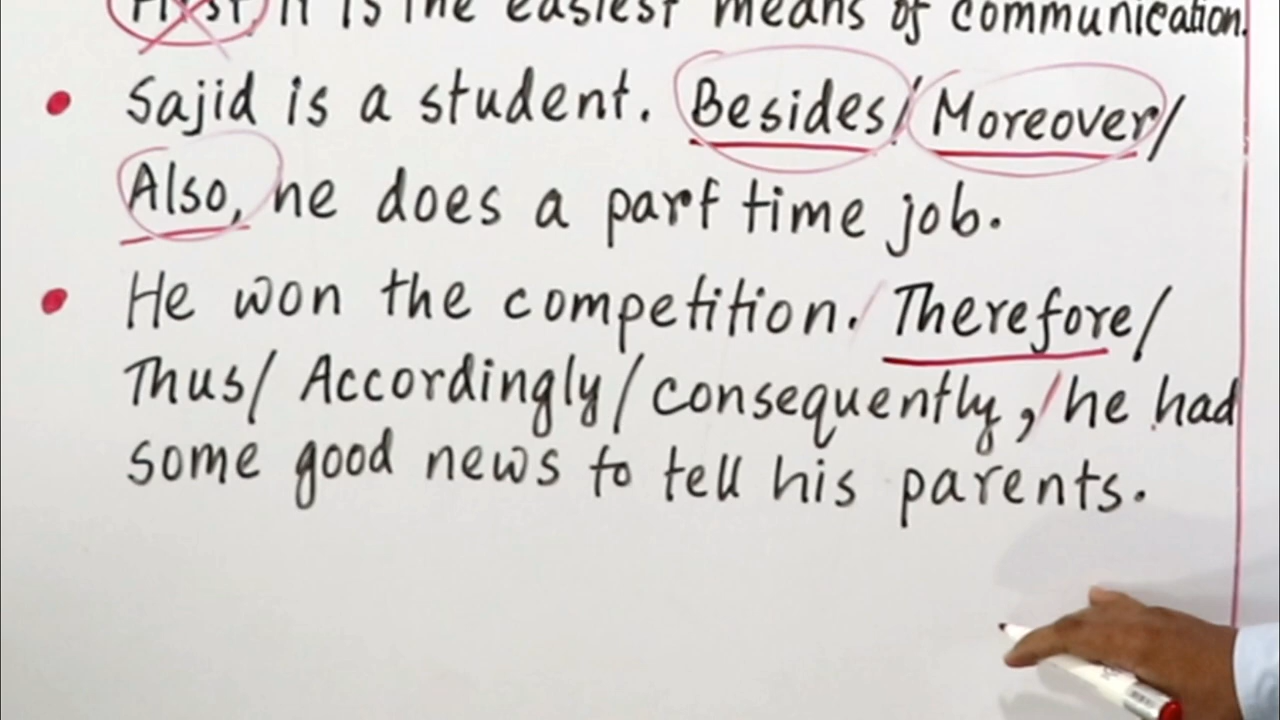 First, it is the easiest means of communication.
• Sajid is a student. Besides/ Moreover/
Also, he does a part time job.
• He won the competition. Therefore/
Thus/ Accordingly/ consequently, he had
some good news to tell his parents.